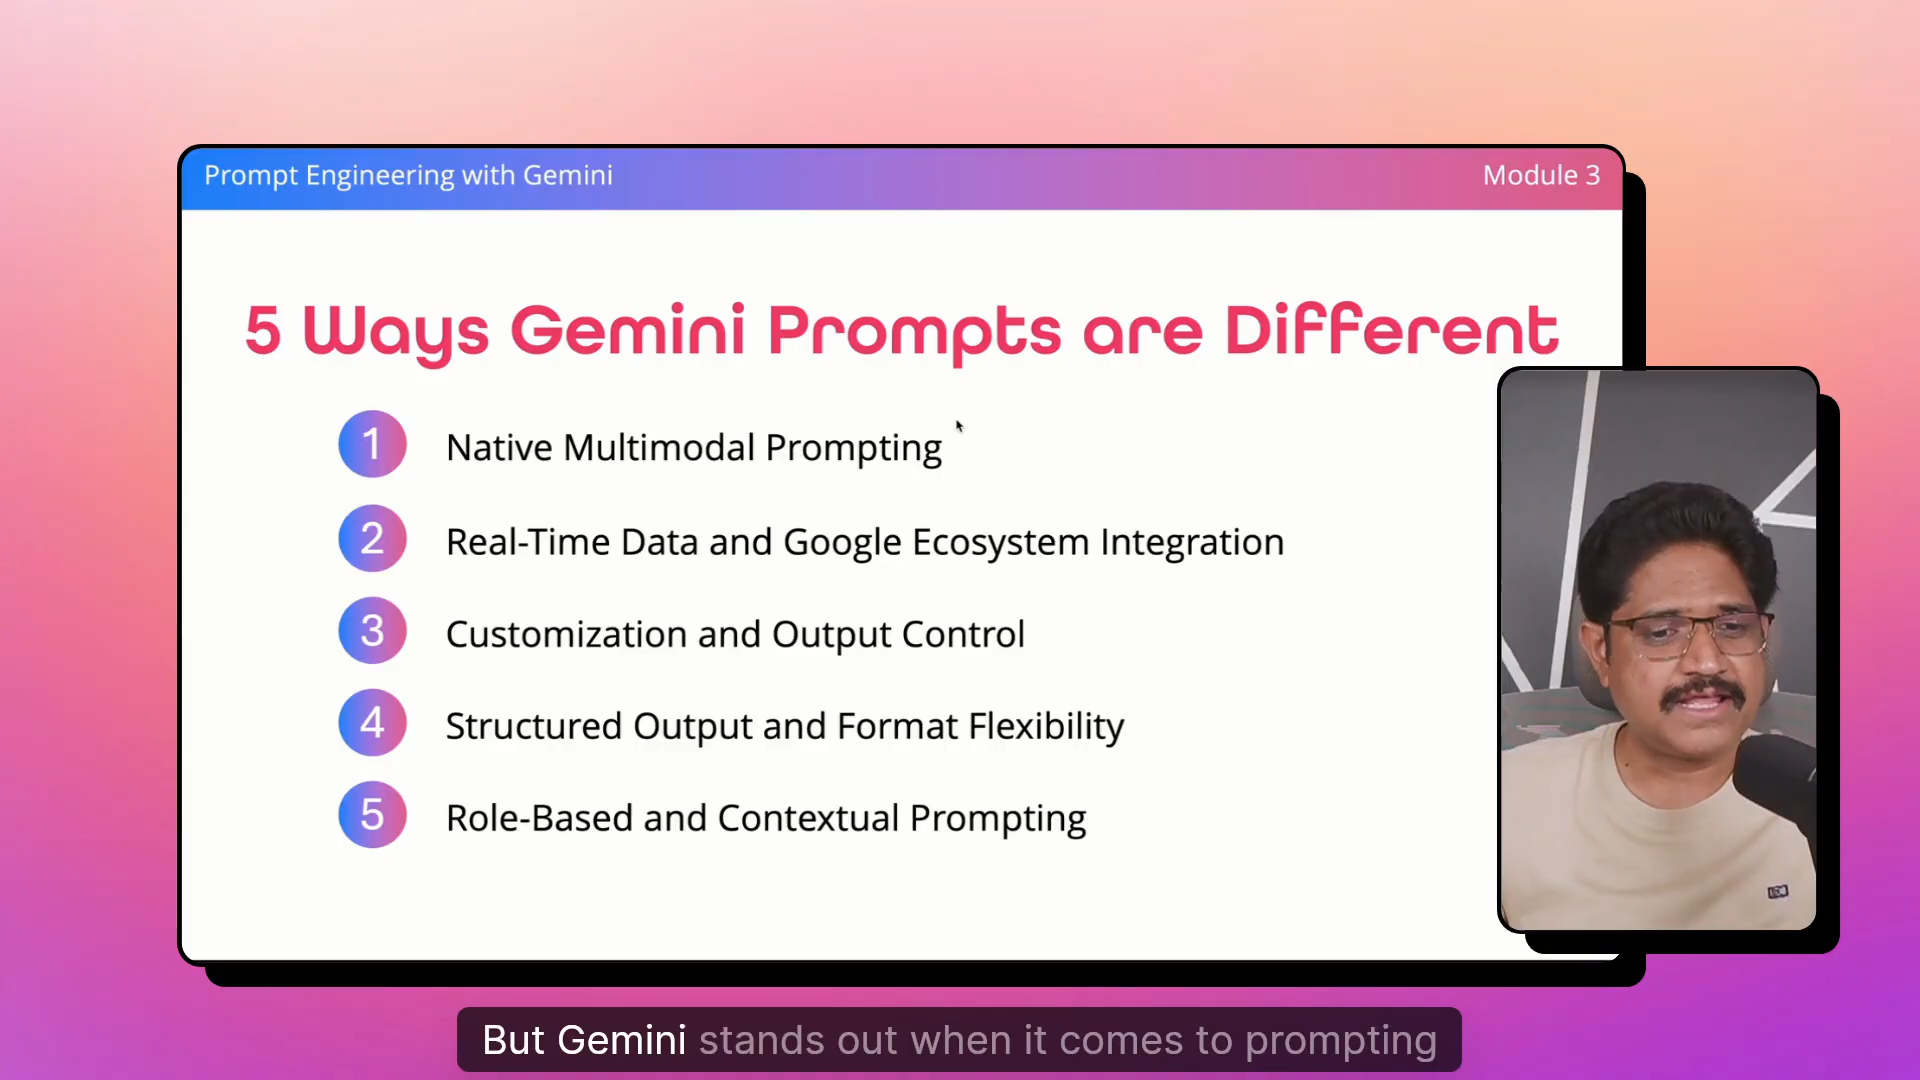 Prompt Engineering with Gemini
Module 3
5 Ways Gemini Prompts are Different
1 Native Multimodal Prompting
2 Real-Time Data and Google Ecosystem Integration
3 Customization and Output Control
4 Structured Output and Format Flexibility
5 Role-Based and Contextual Prompting
But Gemini stands out when it comes to prompting